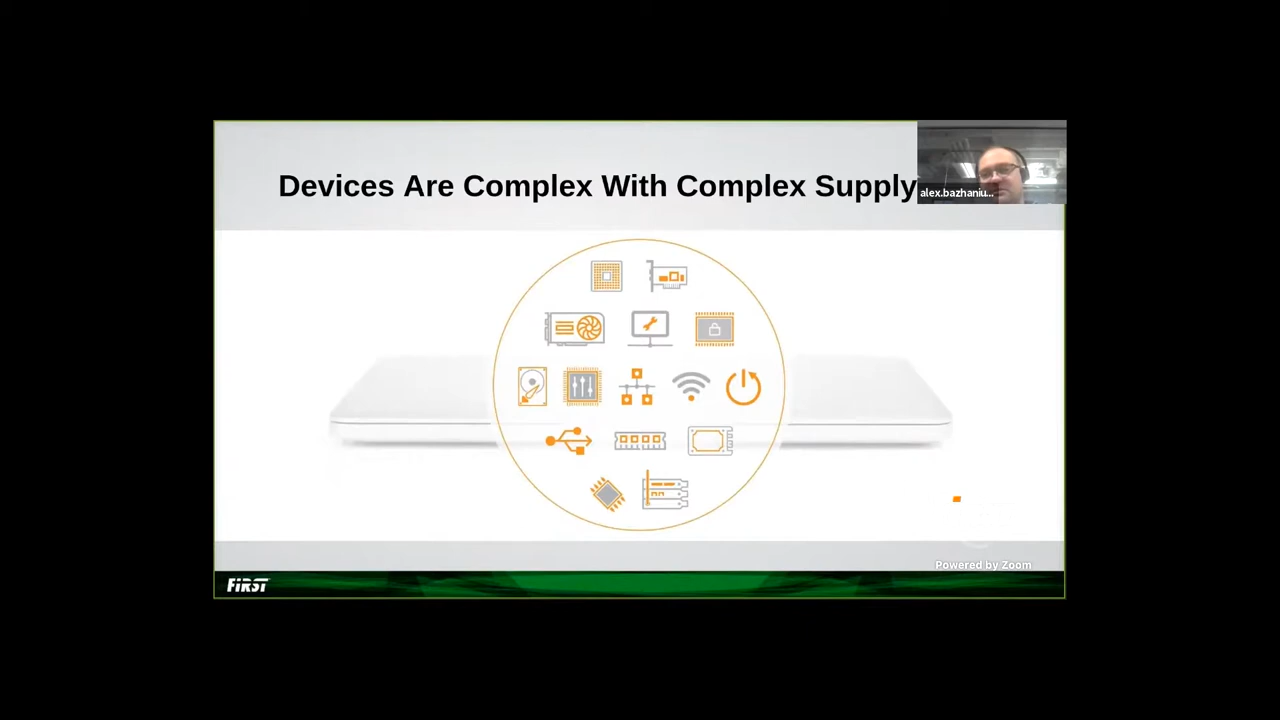 Devices Are Complex With Complex Supply
alex.bazhaniu...
Powered by Zoom
FiRST